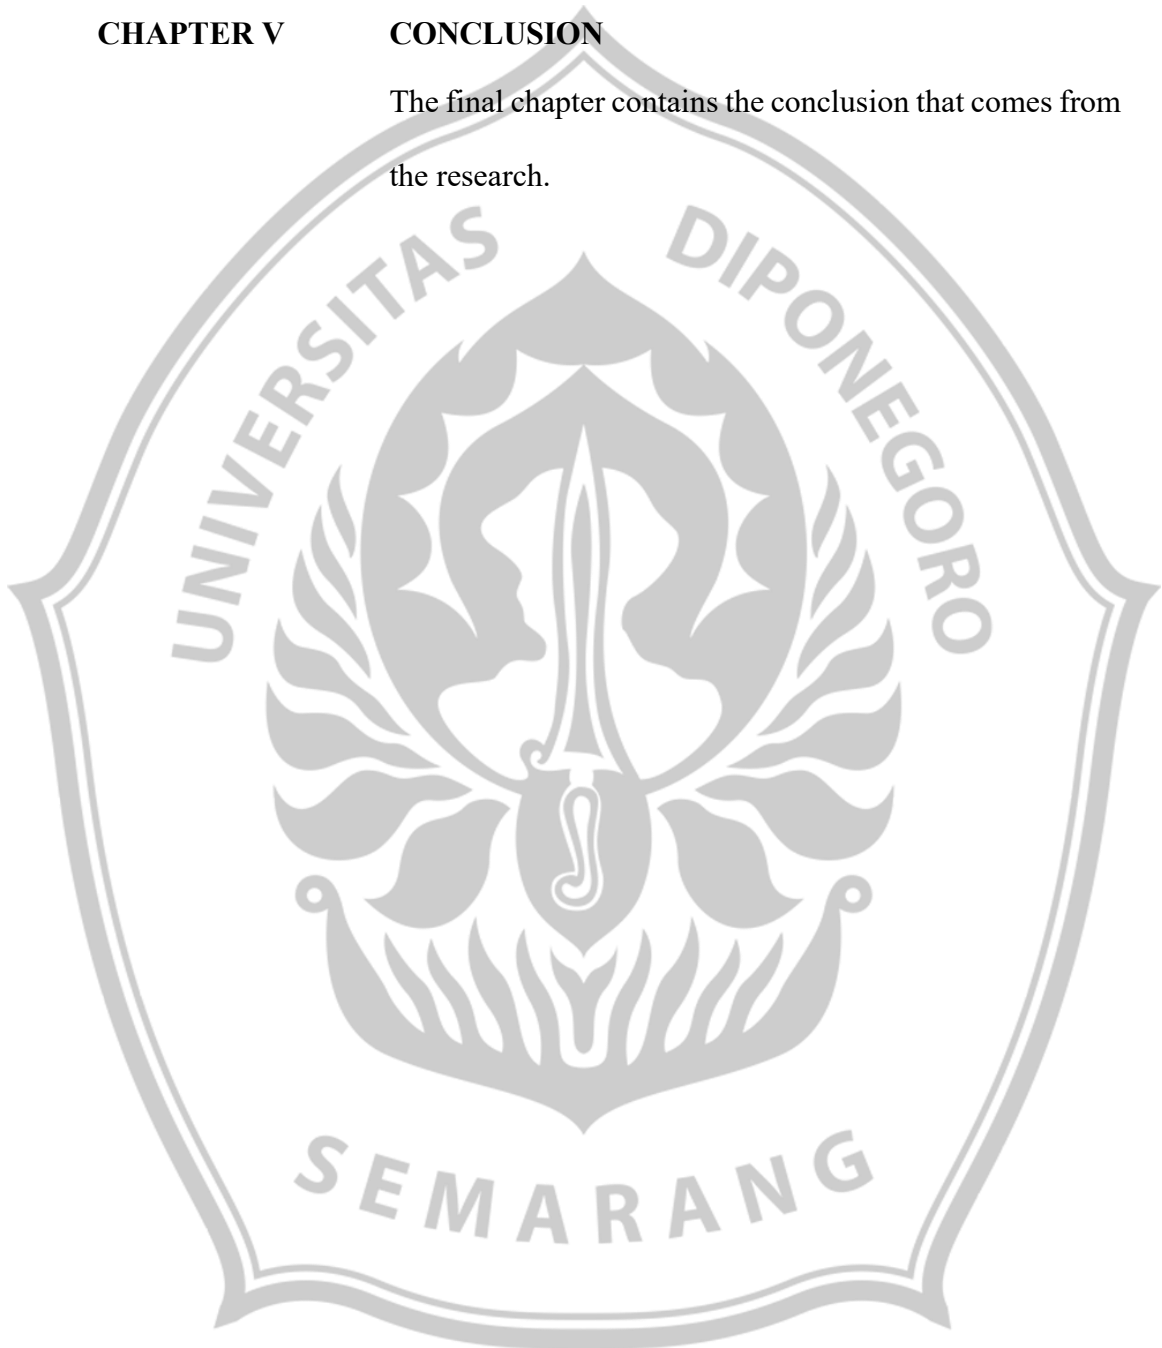 CHAPTER V CONCLUSION
The final chapter contains the conclusion that comes from
the research.
UNIVERSITAS DIPONEGORO
SEMARANG